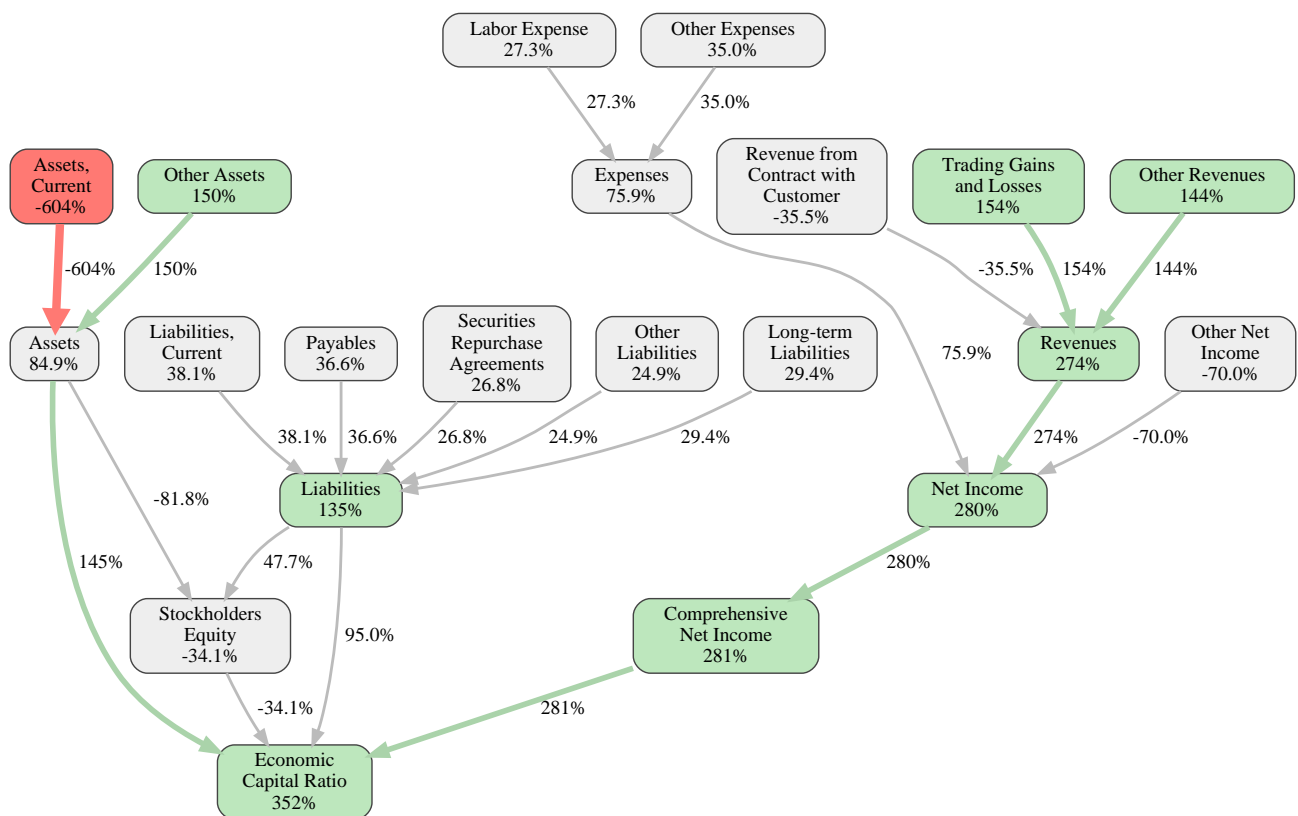 Labor Expense
27.3%
Other Expenses
35.0%
27.3%
35.0%
Assets,
Current
-604%
Other Assets
150%
Expenses
75.9%
Revenue from
Contract with
Customer
-35.5%
Trading Gains
and Losses
154%
Other Revenues
144%
-604%
150%
-35.5%
154%
144%
Assets
84.9%
Liabilities,
Current
38.1%
Payables
36.6%
Securities
Repurchase
Agreements
26.8%
Other
Liabilities
24.9%
Long-term
Liabilities
29.4%
75.9%
Revenues
274%
Other Net
Income
-70.0%
38.1%
36.6%
26.8%
24.9%
29.4%
274%
-70.0%
-81.8%
Liabilities
135%
Net Income
280%
145%
47.7%
280%
Stockholders
Equity
-34.1%
95.0%
Comprehensive
Net Income
281%
-34.1%
281%
Economic
Capital Ratio
352%